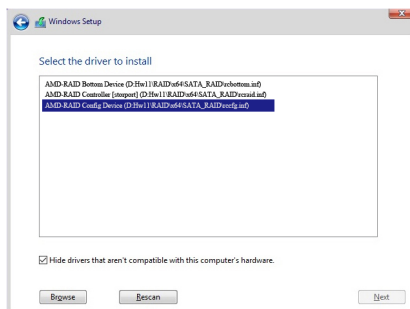 Windows Setup
Select the driver to install
AMD-RAID Bottom Device (D:Hw11\RAID\x64\SATA_RAID\rcbottom.inf)
AMD-RAID Controller [storport] (D:Hw11\RAID\x64\SATA_RAID\rcraid.inf)
AMD-RAID Config Device (D:Hw11\RAID\x64\SATA_RAID\rccfg.inf)
Hide drivers that aren't compatible with this computer's hardware.
Browse Rescan Next